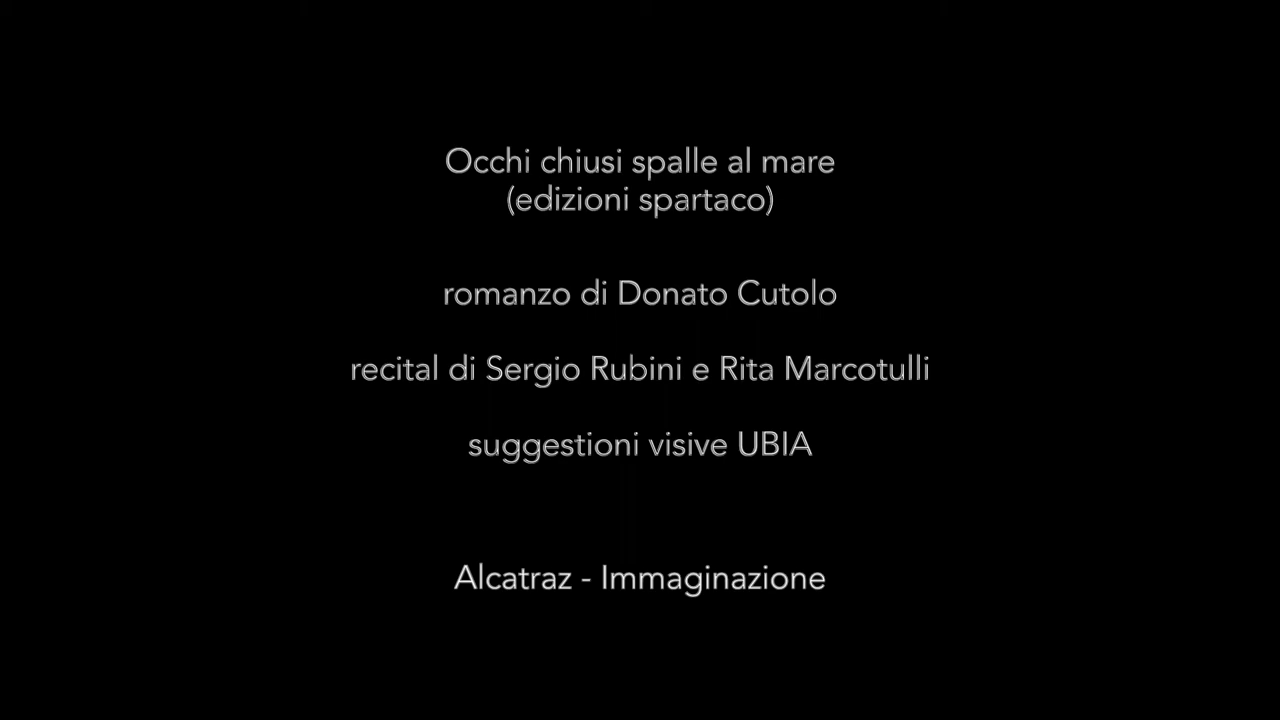 Occhi chiusi spalle al mare
(edizioni spartaco)
romanzo di Donato Cutolo
recital di Sergio Rubini e Rita Marcotulli
suggestioni visive UBIA
Alcatraz - Immaginazione